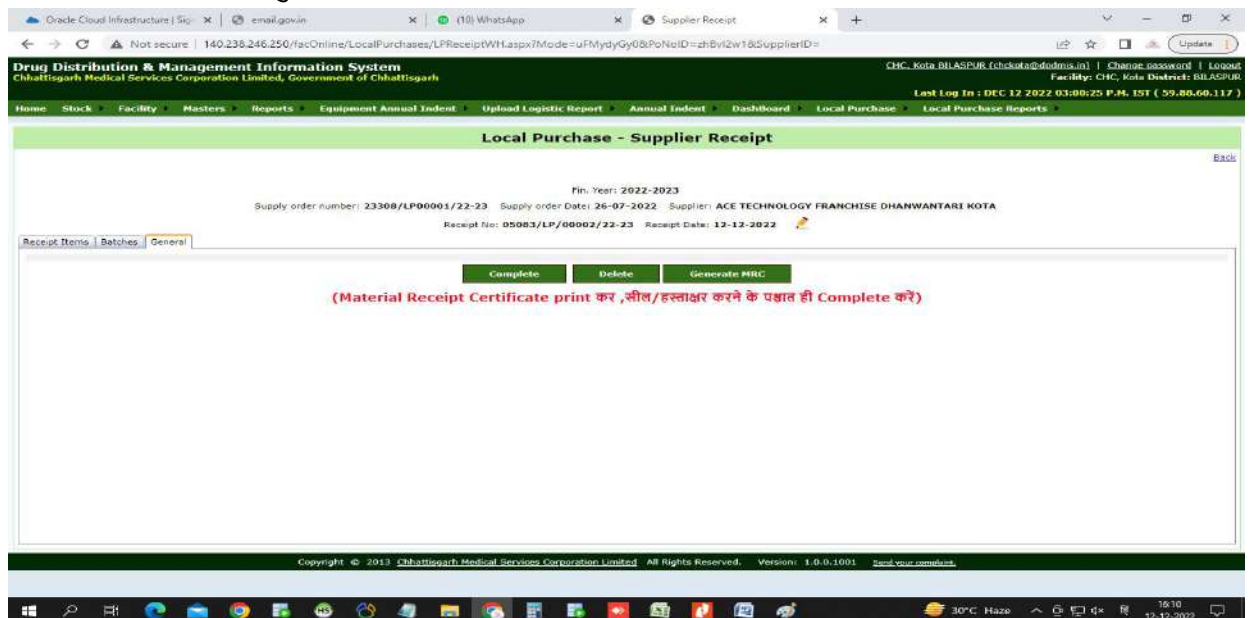 Oracle Cloud Infrastructure | Sig
email.gov.in
(10) WhatsApp
Supplier Receipt
Not secure | 140.238.246.250/facOnline/LocalPurchases/LPReceiptWH.aspx?Mode=uFMydyGy0&PoNoID=zhBvI2w1&SupplierID=
Update
Drug Distribution & Management Information System
Chhattisgarh Medical Services Corporation Limited, Government of Chhattisgarh
CHC, Kota BILASPUR (chckota@dpdmis.in) | Change password | Logout
Facility: CHC, Kota District: BILASPUR
Last Log In : DEC 12 2022 03:00:25 P.M. IST ( 59.88.60.117 )
Home Stock Facility Masters Reports Equipment Annual Indent Upload Logistic Report Annual Indent DashBoard Local Purchase Local Purchase Reports
Local Purchase - Supplier Receipt
Back
Fin. Year: 2022-2023
Supply order number: 23308/LP00001/22-23 Supply order Date: 26-07-2022 Supplier: ACE TECHNOLOGY FRANCHISE DHANWANTARI KOTA
Receipt No: 05083/LP/00002/22-23 Receipt Date: 12-12-2022
Receipt Items Batches General
Complete Delete Generate MRC
(Material Receipt Certificate print कर ,सील/हस्ताक्षर करने के पश्चात ही Complete करें)
Copyright © 2013 Chhattisgarh Medical Services Corporation Limited All Rights Reserved. Version: 1.0.0.1001 Send your complaint.
30°C Haze
16:10
12-12-2022